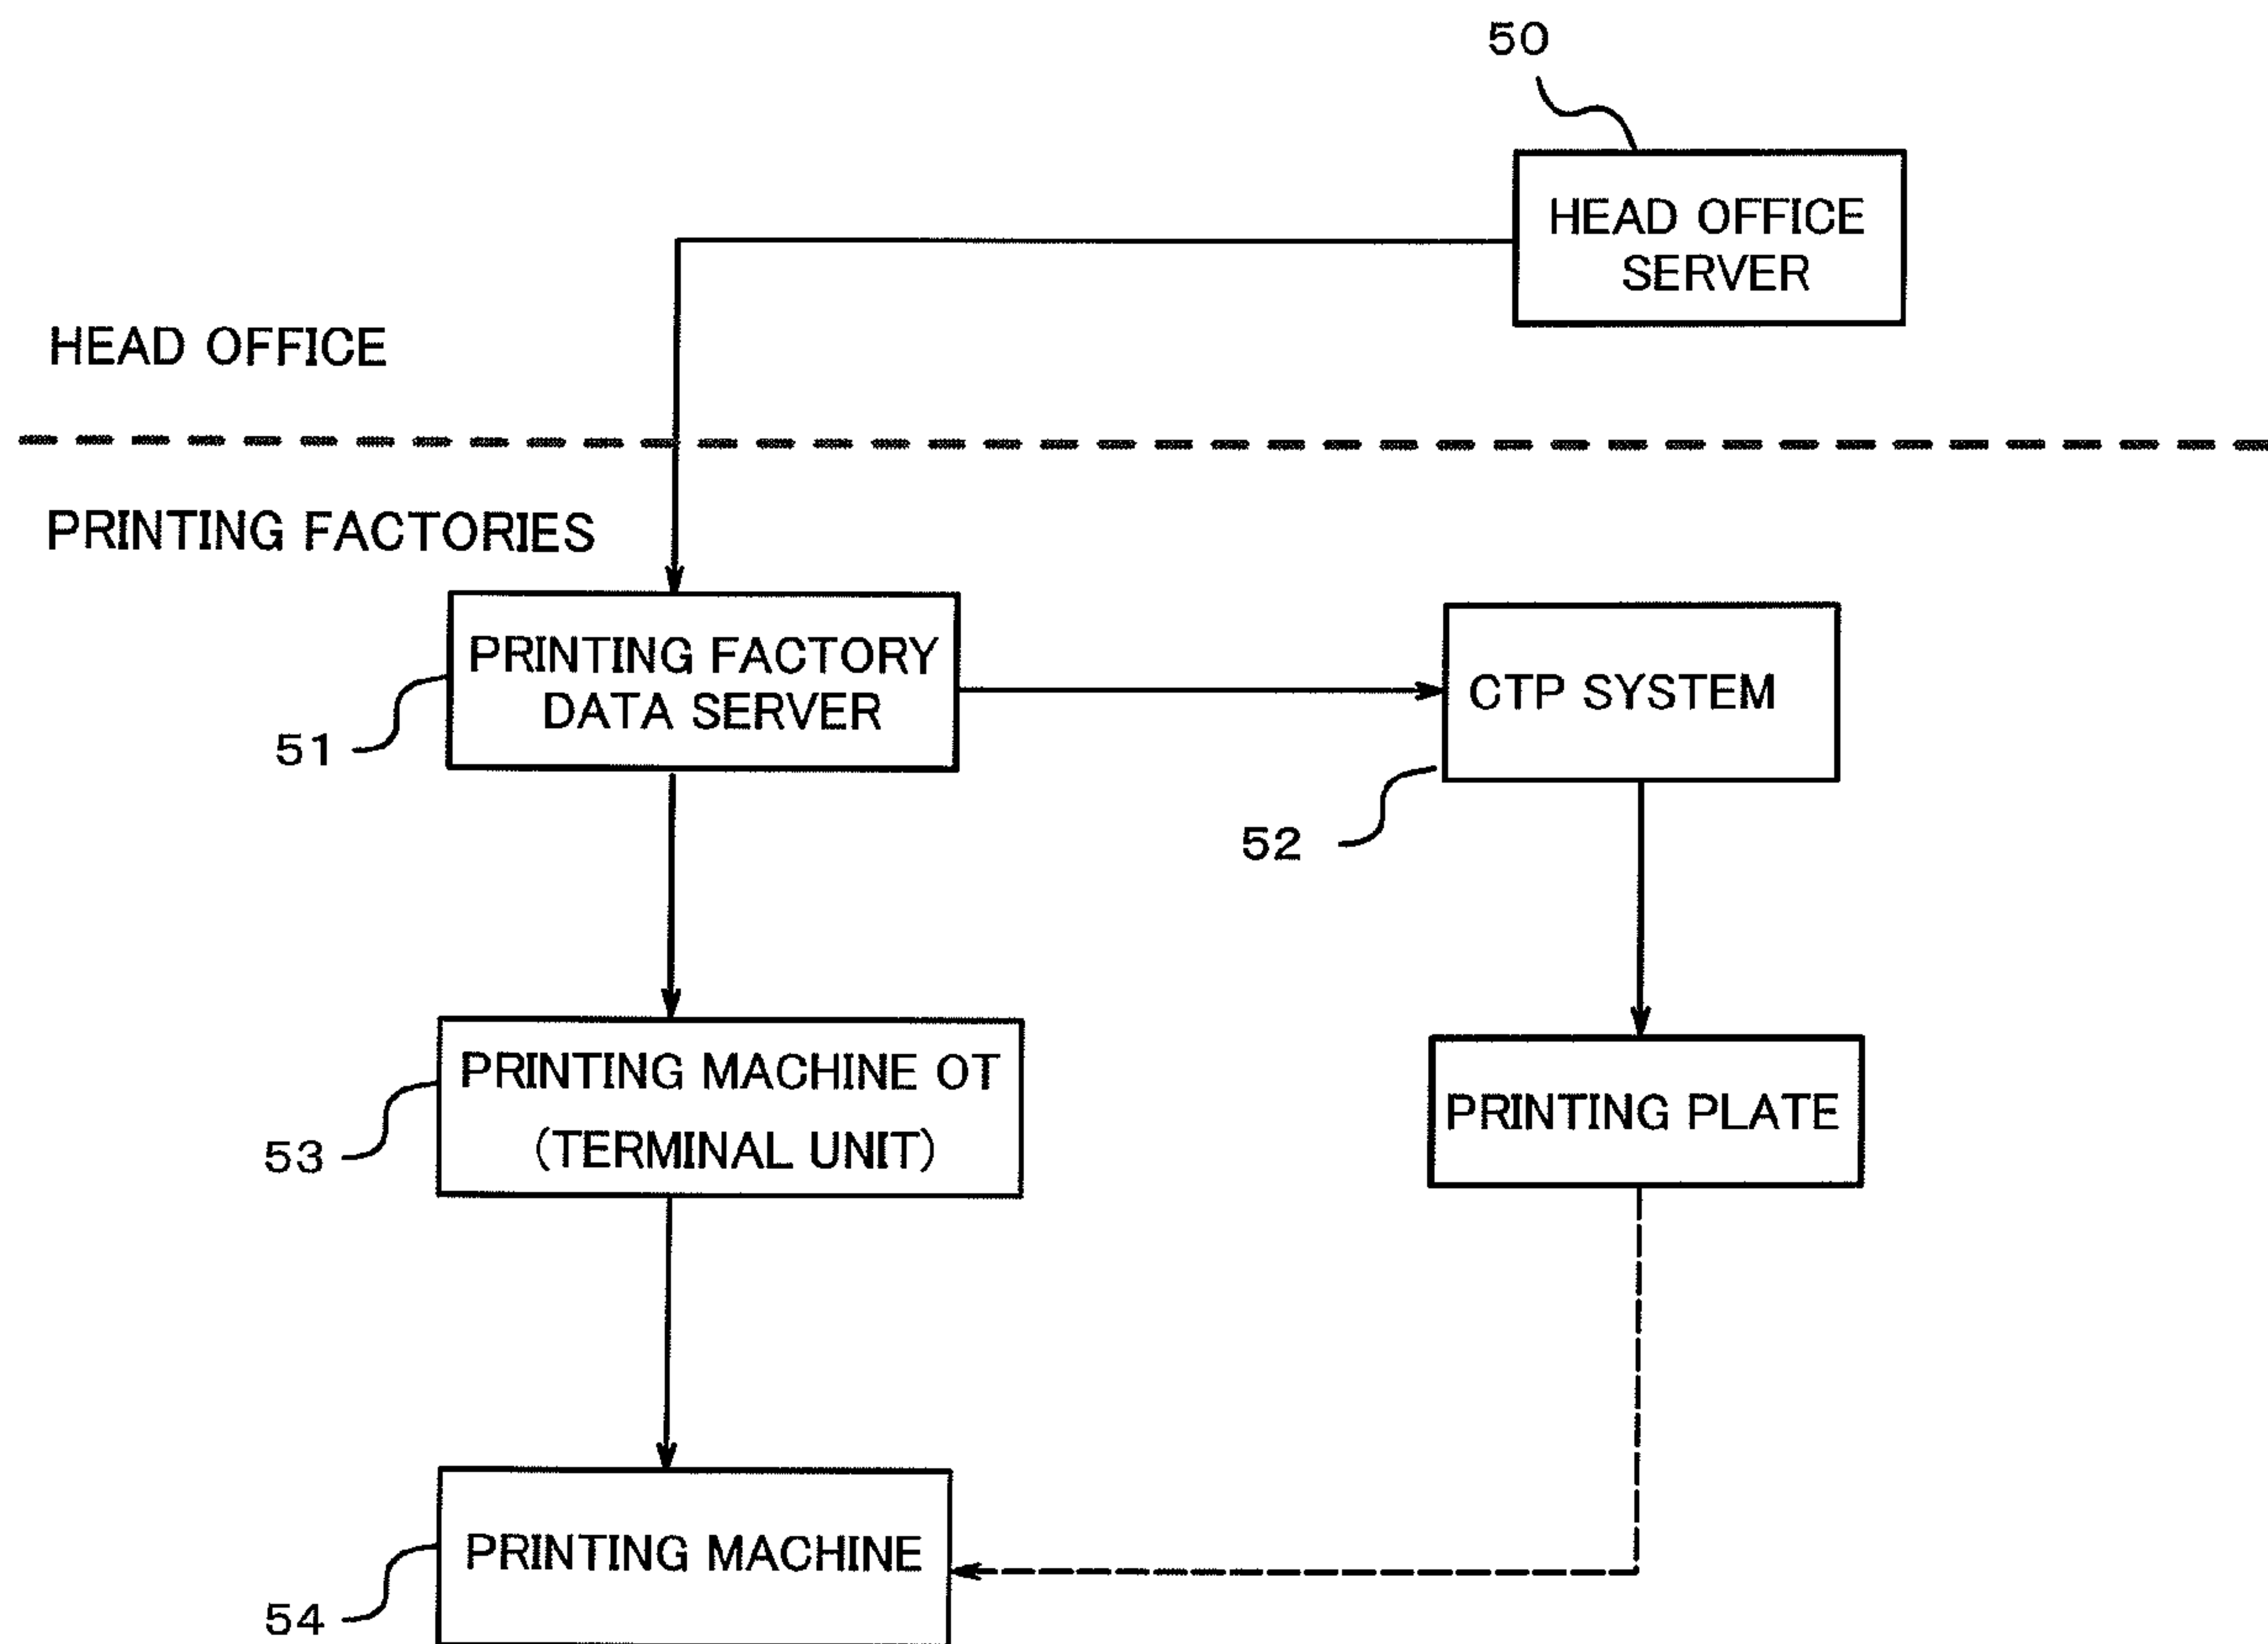 50
HEAD OFFICE
SERVER
HEAD OFFICE
PRINTING FACTORIES
PRINTING FACTORY
DATA SERVER
51
CTP SYSTEM
52
PRINTING MACHINE OT
(TERMINAL UNIT)
53
PRINTING PLATE
PRINTING MACHINE
54